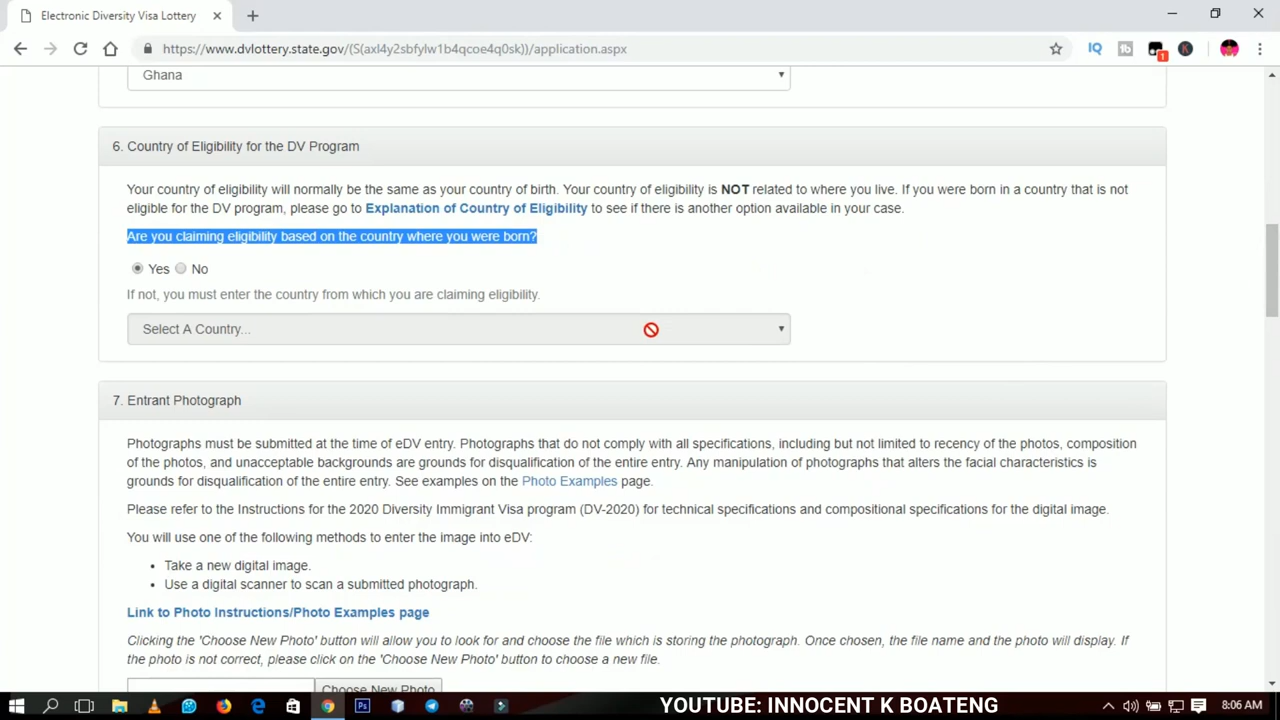 Electronic Diversity Visa Lottery
https://www.dvlottery.state.gov/(S(axl4y2sbfylw1b4qcoe4q0sk))/application.aspx
Ghana
6. Country of Eligibility for the DV Program
Your country of eligibility will normally be the same as your country of birth. Your country of eligibility is NOT related to where you live. If you were born in a country that is not
eligible for the DV program, please go to Explanation of Country of Eligibility to see if there is another option available in your case.
Are you claiming eligibility based on the country where you were born?
Yes No
If not, you must enter the country from which you are claiming eligibility.
Select A Country...
7. Entrant Photograph
Photographs must be submitted at the time of eDV entry. Photographs that do not comply with all specifications, including but not limited to recency of the photos, composition
of the photos, and unacceptable backgrounds are grounds for disqualification of the entire entry. Any manipulation of photographs that alters the facial characteristics is
grounds for disqualification of the entire entry. See examples on the Photo Examples page.
Please refer to the Instructions for the 2020 Diversity Immigrant Visa program (DV-2020) for technical specifications and compositional specifications for the digital image.
You will use one of the following methods to enter the image into eDV:
• Take a new digital image.
• Use a digital scanner to scan a submitted photograph.
Link to Photo Instructions/Photo Examples page
Clicking the 'Choose New Photo' button will allow you to look for and choose the file which is storing the photograph. Once chosen, the file name and the photo will display. If
the photo is not correct, please click on the 'Choose New Photo' button to choose a new file.
Choose New Photo
YOUTUBE: INNOCENT K BOATENG
8:06 AM